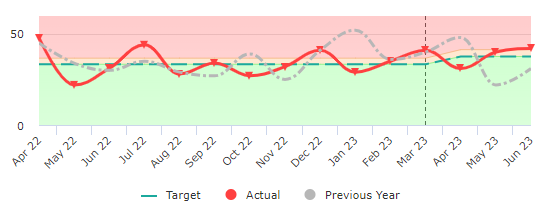 50
0
Apr 22
May 22
Jun 22
Jul 22
Aug 22
Sep 22
Oct 22
Nov 22
Dec 22
Jan 23
Feb 23
Mar 23
Apr 23
May 23
Jun 23
Target Actual Previous Year